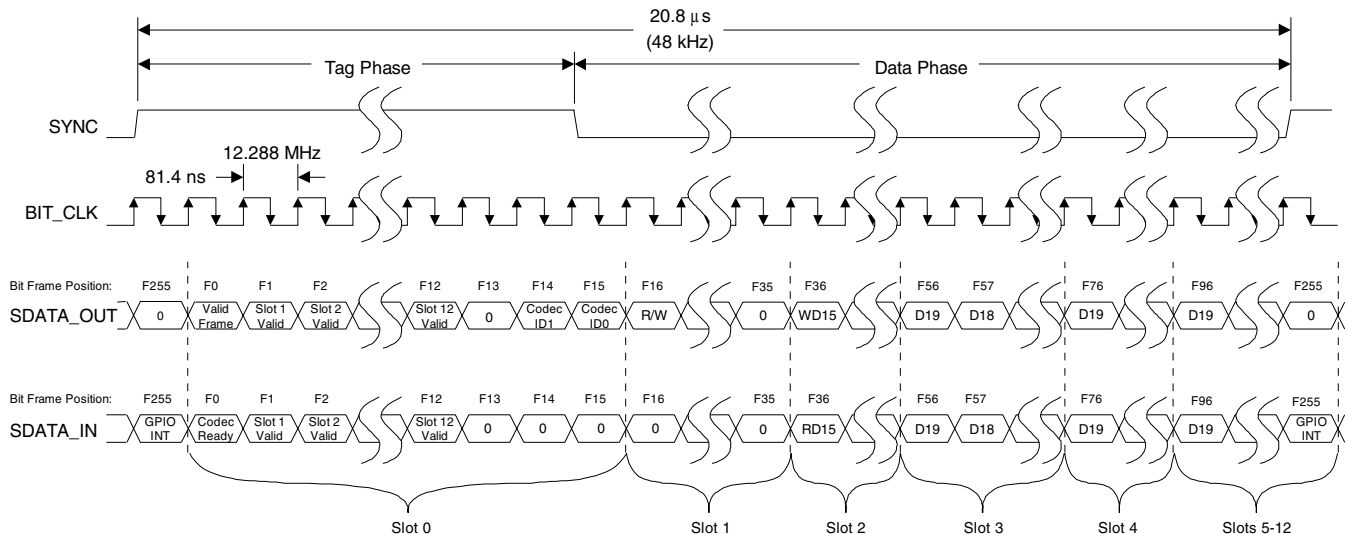 20.8 μs
(48 kHz)
Tag Phase
Data Phase
SYNC
12.288 MHz
81.4 ns
BIT_CLK
Bit Frame Position: F255 F0 F1 F2 F12 F13 F14 F15 F16 F35 F36 F56 F57 F76 F96 F255
SDATA_OUT 0 Valid Frame Slot 1 Valid Slot 2 Valid Slot 12 Valid 0 Codec ID1 Codec ID0 R/W 0 WD15 D19 D18 D19 D19 0
Bit Frame Position: F255 F0 F1 F2 F12 F13 F14 F15 F16 F35 F36 F56 F57 F76 F96 F255
SDATA_IN GPIO INT Codec Ready Slot 1 Valid Slot 2 Valid Slot 12 Valid 0 0 0 0 0 RD15 D19 D18 D19 D19 GPIO INT
Slot 0 Slot 1 Slot 2 Slot 3 Slot 4 Slots 5-12